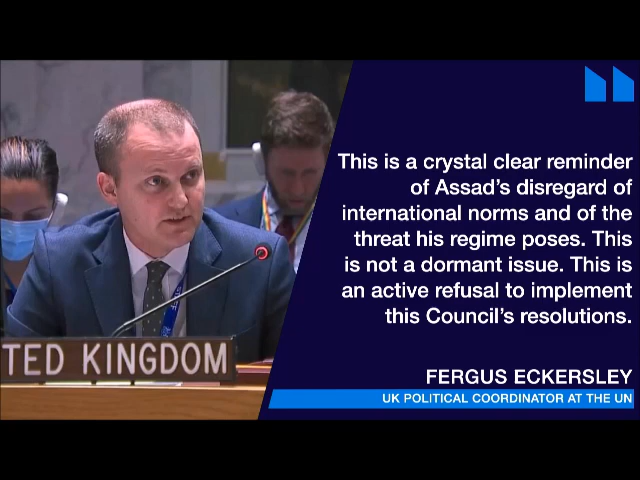 This is a crystal clear reminder
of Assad's disregard of
international norms and of the
threat his regime poses. This
is not a dormant issue. This is
an active refusal to implement
this Council's resolutions.
FERGUS ECKERSLEY
UK POLITICAL COORDINATOR AT THE UN
TED KINGDOM